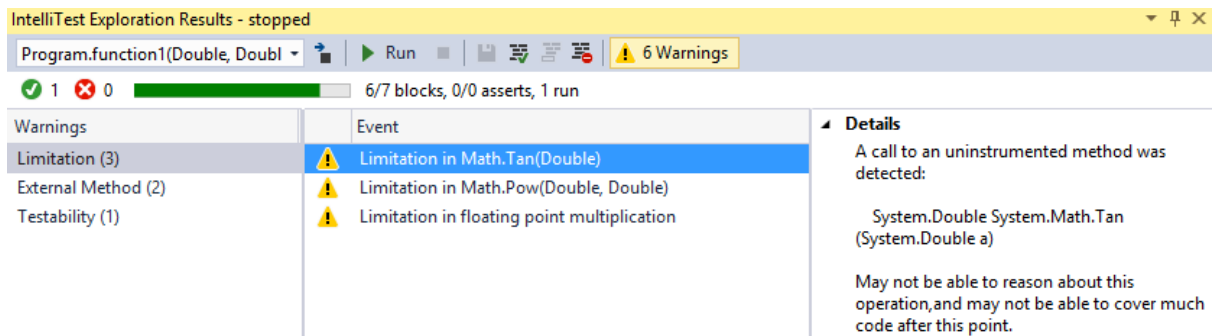 IntelliTest Exploration Results - stopped
Program.function1(Double, Doubl
Run
6 Warnings
1
0
6/7 blocks, 0/0 asserts, 1 run
Warnings
Event
Limitation (3)
External Method (2)
Testability (1)
Limitation in Math.Tan(Double)
Limitation in Math.Pow(Double, Double)
Limitation in floating point multiplication
Details
A call to an uninstrumented method was
detected:
System.Double System.Math.Tan
(System.Double a)
May not be able to reason about this
operation,and may not be able to cover much
code after this point.